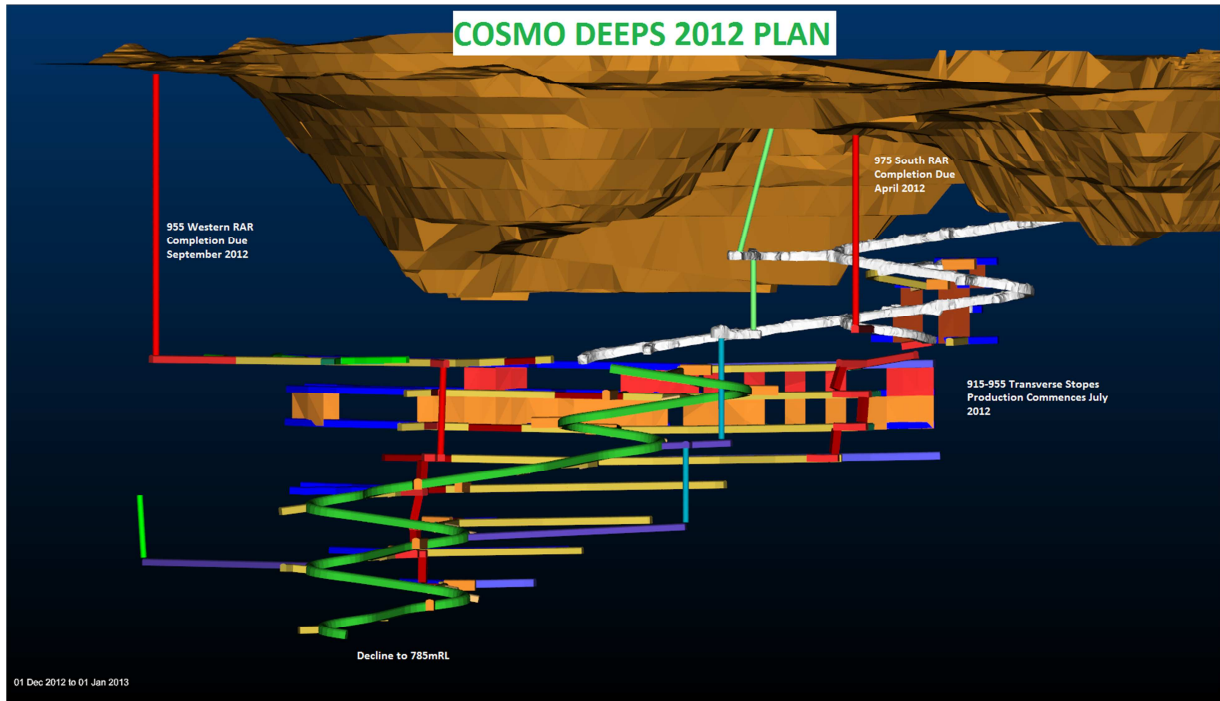 COSMO DEEPS 2012 PLAN
975 South RAR
Completion Due
April 2012
955 Western RAR
Completion Due
September 2012
915-955 Transverse Stopes
Production Commences July
2012
Decline to 785mRL
01 Dec 2012 to 01 Jan 2013